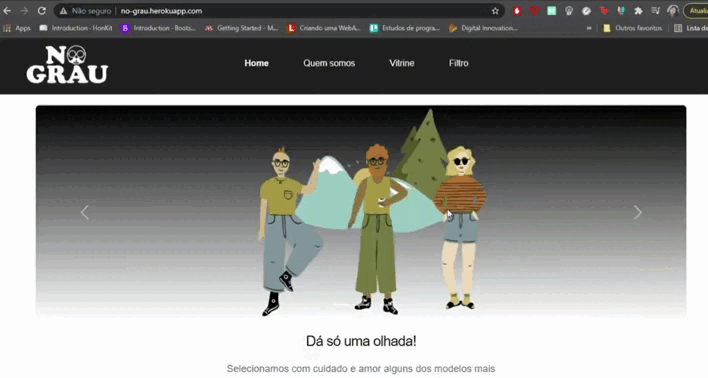 Não seguro | no-grau.herokuapp.com
Atuali
Apps Introduction · HonKit Introduction · Boots... Getting Started - M... Criando uma WebA... Estudos de progra... Digital Innovation... » Outros favoritos Lista de
NO
GRAU
Home Quem somos Vitrine Filtro
Dá só uma olhada!
Selecionamos com cuidado e amor alguns dos modelos mais